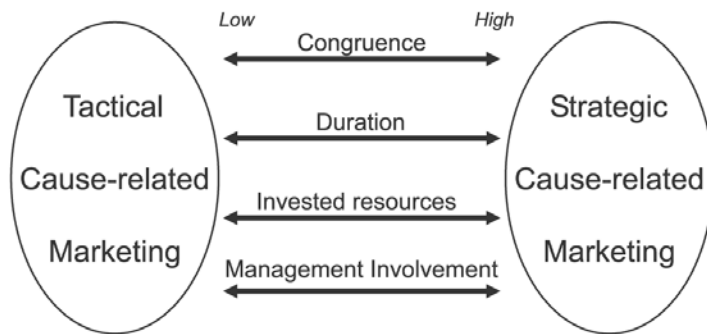 Low High
Congruence
Tactical
Strategic
Duration
Cause-related
Cause-related
Invested resources
Marketing
Marketing
Management Involvement